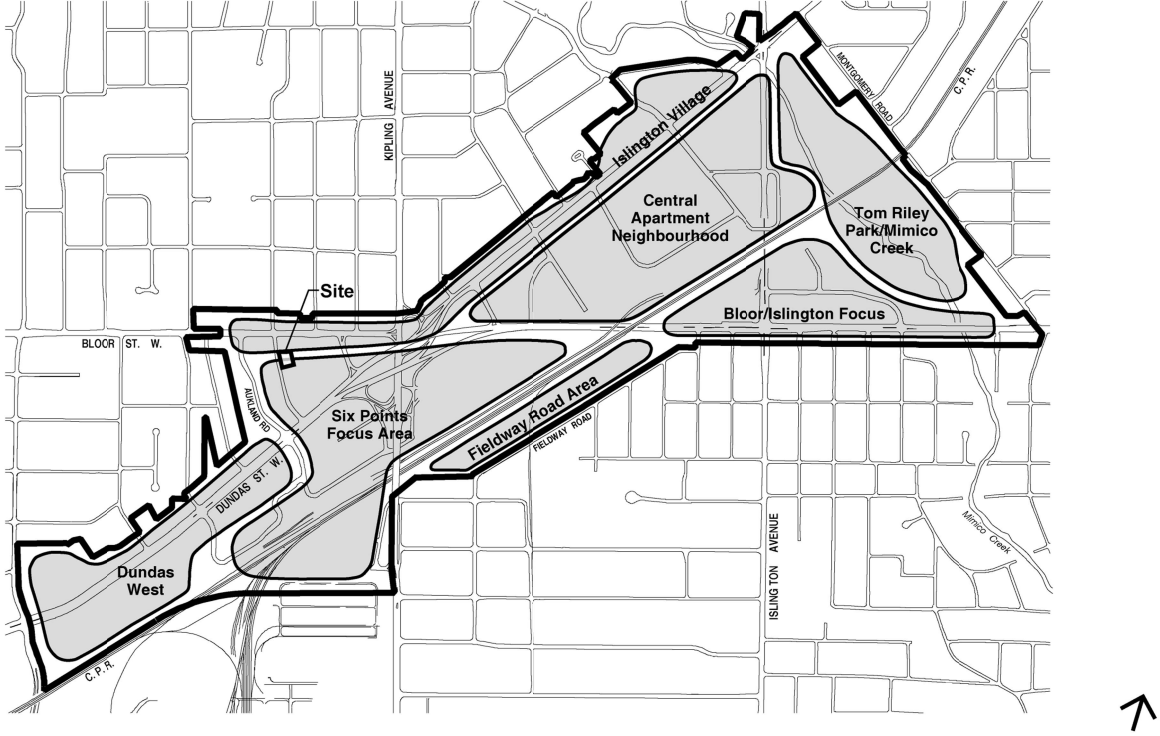 MONTGOMERY ROAD
C. P. R.
KIPLING AVENUE
Islington Village
Central
Apartment
Neighbourhood
Tom Riley
Park/Mimico
Creek
Site
Bloor/Islington Focus
BLOOR ST. W.
AUKLAND RD
Six Points
Focus Area
Fieldway Road Area
FIELDWAY ROAD
DUNDAS ST. W.
ISLINGTON AVENUE
Mimico Creek
Dundas
West
C. P. R.